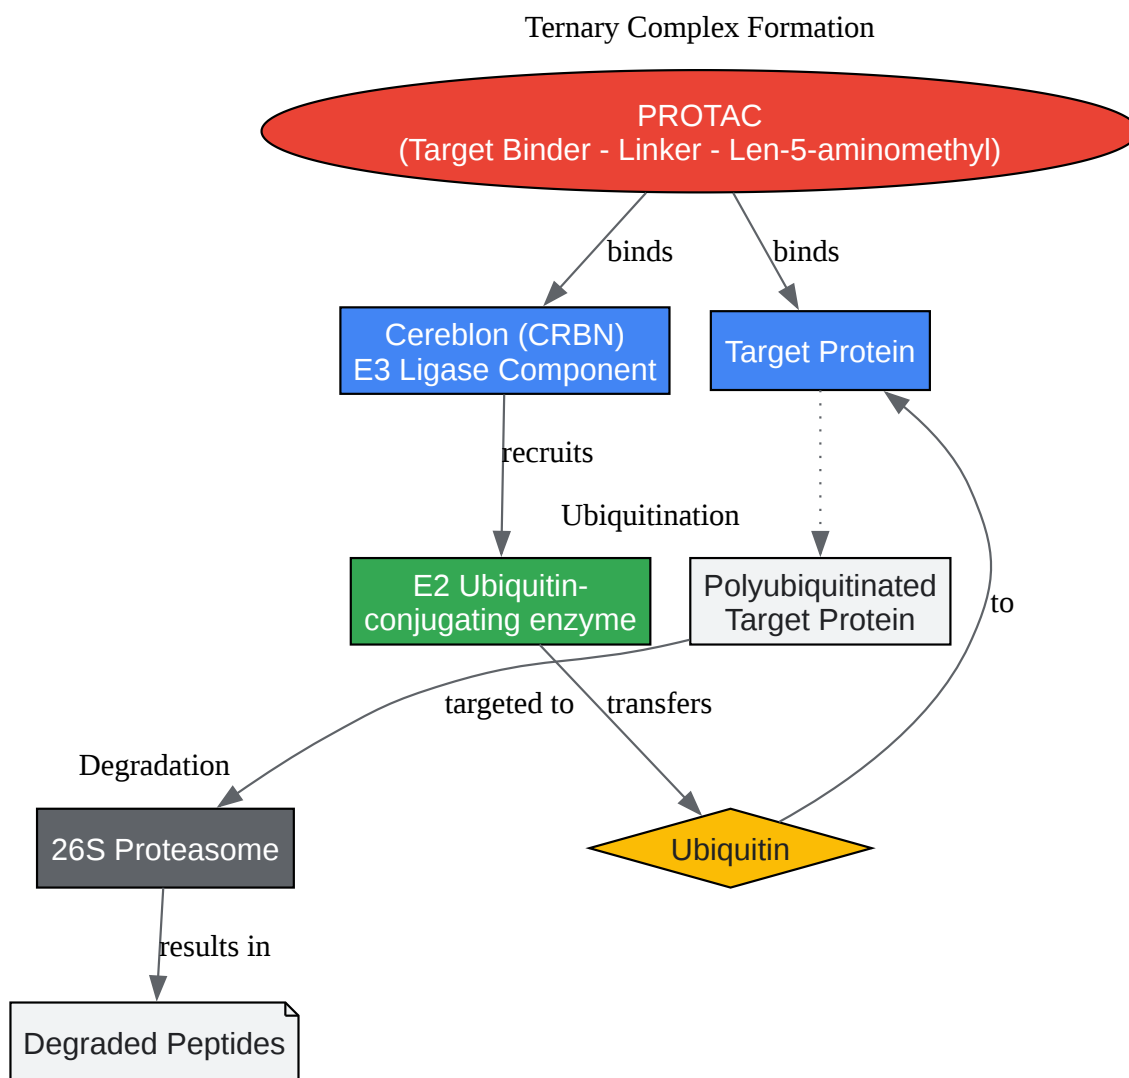 Ternary Complex Formation
PROTAC
(Target Binder - Linker - Len-5-aminomethyl)
binds
binds
Cereblon (CRBN)
E3 Ligase Component
Target Protein
recruits
Ubiquitination
E2 Ubiquitin-
conjugating enzyme
Polyubiquitinated
Target Protein
to
targeted to
transfers
Degradation
26S Proteasome
Ubiquitin
results in
Degraded Peptides